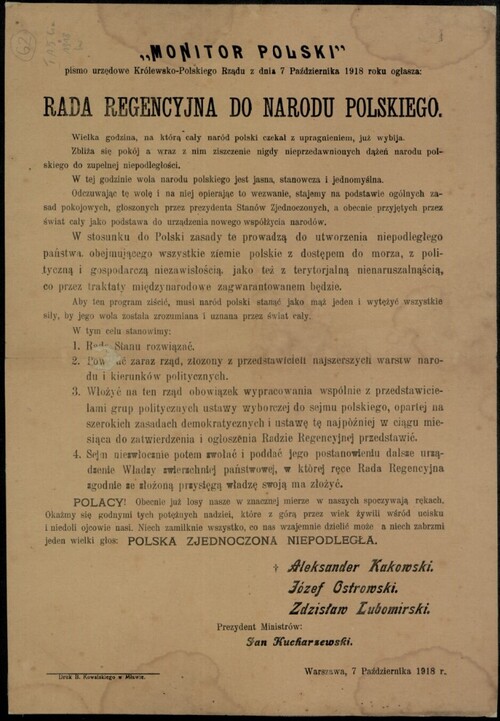 62
„MONITOR POLSKI"
pismo urzędowe Królewsko-Polskiego Rządu z dnia 7 Października 1918 roku ogłasza:
RADA REGENCYJNA DO NARODU POLSKIEGO.
Wielka godzina, na którą cały naród polski czekał z upragnieniem, już wybija.
Zbliża się pokój a wraz z nim ziszczenie nigdy nieprzedawnionych dążeń narodu pol-
skiego do zupełnej niepodległości.
W tej godzinie wola narodu polskiego jest jasna, stanowcza i jednomyślna.
Odczuwając tę wolę i na niej opierając to wezwanie, stajemy na podstawie ogólnych za-
sad pokojowych, głoszonych przez prezydenta Stanów Zjednoczonych, a obecnie przyjętych przez
świat cały jako podstawa do urządzenia nowego współżycia narodów.
W stosunku do Polski zasady te prowadzą do utworzenia niepodległego
państwa, obejmującego wszystkie ziemie polskie z dostępem do morza, z poli-
tyczną i gospodarczą niezawisłością, jako też z terytorjalną nienaruszalnąścią,
co przez traktaty międzynarodowe zagwarantowanem będzie.
Aby ten program ziścić, musi naród polski stanąć jako mąż jeden i wytężyć wszystkie
siły, by jego wola została zrozumiana i uznana przez świat cały.
W tym celu stanowimy:
1. Radę Stanu rozwiązać.
2. Pow ać zaraz rząd, złożony z przedstawicieli najszerszych warstw naro-
du i kierunków politycznych.
3. Włożyć na ten rząd obowiązek wypracowania wspólnie z przedstawicie-
lami grup politycznych ustawy wyborczej do sejmu polskiego, opartej na
szerokich zasadach demokratycznych i ustawę tę najpóźniej w ciągu mie-
siąca do zatwierdzenia i ogłoszenia Radzie Regencyjnej przedstawić.
4. Sejm niezwłocznie potem zwołać i poddać jego postanowieniu dalsze urzą-
dzenie Władzy zwierzchniej państwowej, w której ręce Rada Regencyjna
zgodnie ze złożoną przysięgą władzę swoją ma złożyć.
POLACY! Obecnie już losy nasze w znacznej mierze w naszych spoczywają rękach.
Okażmy się godnymi tych potężnych nadziei, które z górą przez wiek żywili wśród ucisku
i niedoli ojcowie nasi. Niech zamilknie wszystko, co nas wzajemnie dzielić może a niech zabrzmi
jeden wielki głos: POLSKA ZJEDNOCZONA NIEPODLEGŁA.
† Aleksander Kakowski.
Józef Ostrowski.
Zdzisław Lubomirski.
Prezydent Ministrów:
Jan Kucharzewski.
Druk B. Kowalskiego w Mławie.
Warszawa, 7 Październiku 1918 r.